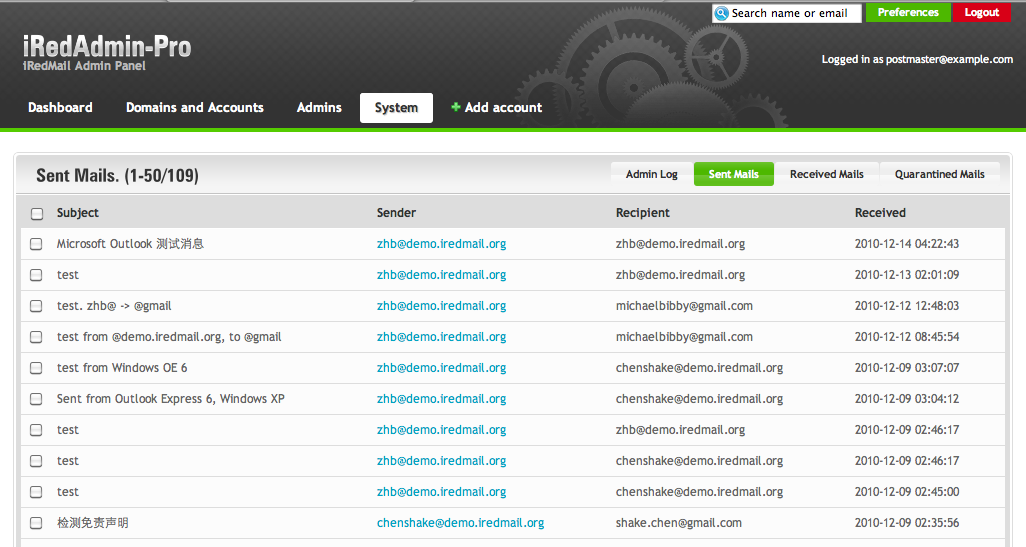 Search name or email Preferences Logout
iRedAdmin-Pro
iRedMail Admin Panel
Logged in as postmaster@example.com
Dashboard Domains and Accounts Admins System Add account
Sent Mails. (1-50/109) Admin Log Sent Mails Received Mails Quarantined Mails
Subject Sender Recipient Received
Microsoft Outlook 测试消息 zhb@demo.iredmail.org zhb@demo.iredmail.org 2010-12-14 04:22:43
test zhb@demo.iredmail.org zhb@demo.iredmail.org 2010-12-13 02:01:09
test. zhb@ -> @gmail zhb@demo.iredmail.org michaelbibby@gmail.com 2010-12-12 12:48:03
test from @demo.iredmail.org, to @gmail zhb@demo.iredmail.org michaelbibby@gmail.com 2010-12-12 08:45:54
test from Windows OE 6 zhb@demo.iredmail.org chenshake@demo.iredmail.org 2010-12-09 03:07:07
Sent from Outlook Express 6, Windows XP zhb@demo.iredmail.org chenshake@demo.iredmail.org 2010-12-09 03:04:12
test zhb@demo.iredmail.org zhb@demo.iredmail.org 2010-12-09 02:46:17
test zhb@demo.iredmail.org chenshake@demo.iredmail.org 2010-12-09 02:46:17
test zhb@demo.iredmail.org chenshake@demo.iredmail.org 2010-12-09 02:45:00
检测免责声明 chenshake@demo.iredmail.org shake.chen@gmail.com 2010-12-09 02:35:56